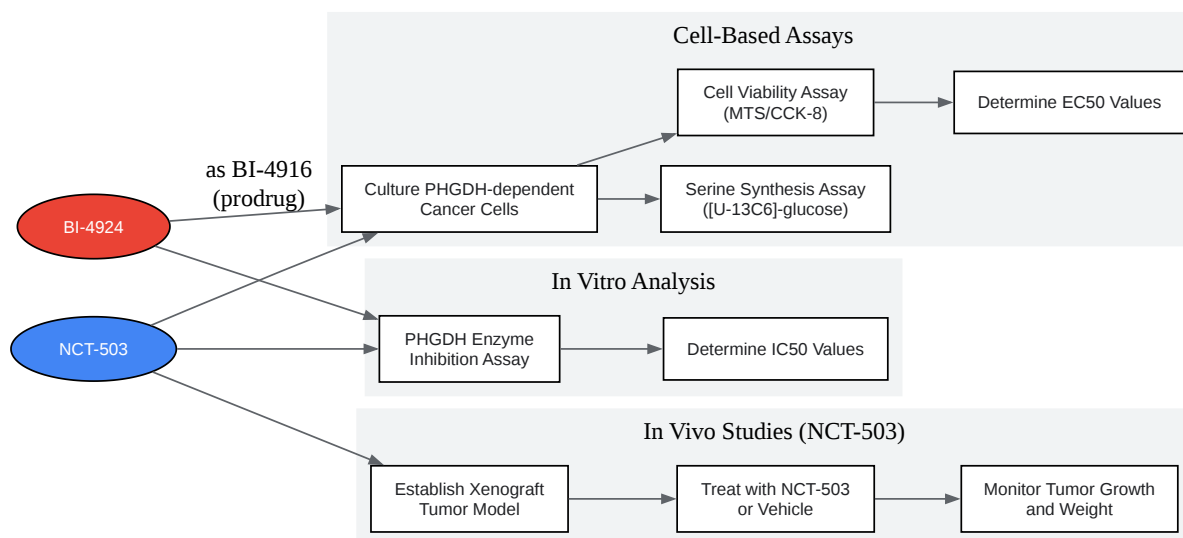 Cell-Based Assays
Cell Viability Assay
(MTS/CCK-8)
Determine EC50 Values
as BI-4916
(prodrug)
Culture PHGDH-dependent
Cancer Cells
Serine Synthesis Assay
([U-13C6]-glucose)
BI-4924
In Vitro Analysis
NCT-503
PHGDH Enzyme
Inhibition Assay
Determine IC50 Values
In Vivo Studies (NCT-503)
Establish Xenograft
Tumor Model
Treat with NCT-503
or Vehicle
Monitor Tumor Growth
and Weight